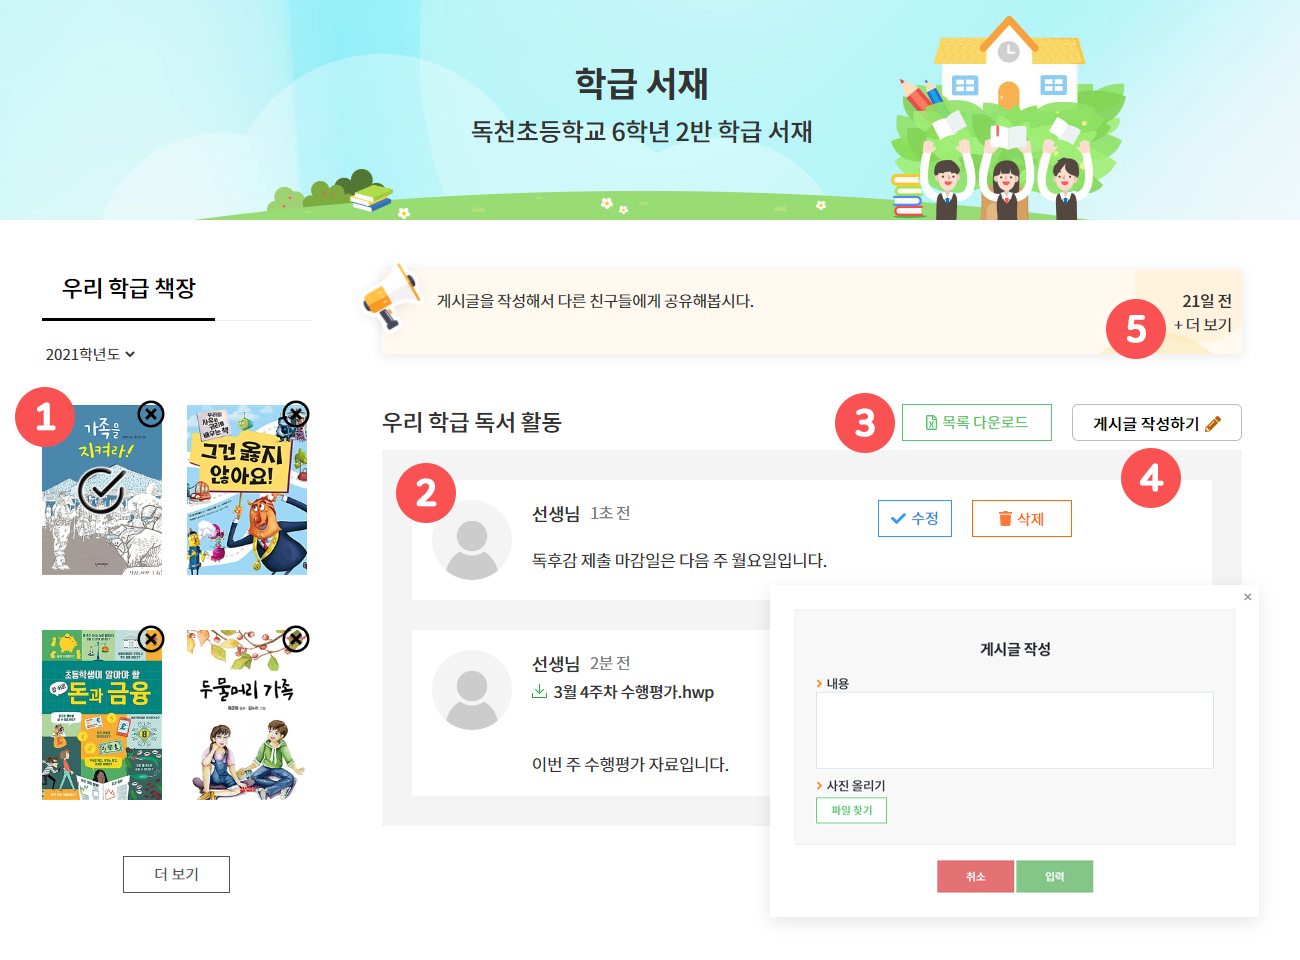 학급 서재
독천초등학교 6학년 2반 학급 서재
우리 학급 책장
2021학년도
1
가족을
지켜라!
그건 옳지
않아요!
초등학생이 알아야 할
참 쉬운
돈과 금융
두물머리 가족
더 보기
게시글을 작성해서 다른 친구들에게 공유해봅시다.
21일 전
5
+ 더 보기
우리 학급 독서 활동
3
목록 다운로드
게시글 작성하기
4
2
선생님 1초 전
수정
삭제
독후감 제출 마감일은 다음 주 월요일입니다.
선생님 2분 전
3월 4주차 수행평가.hwp
이번 주 수행평가 자료입니다.
×
게시글 작성
내용
사진 올리기
파일 찾기
취소
입력